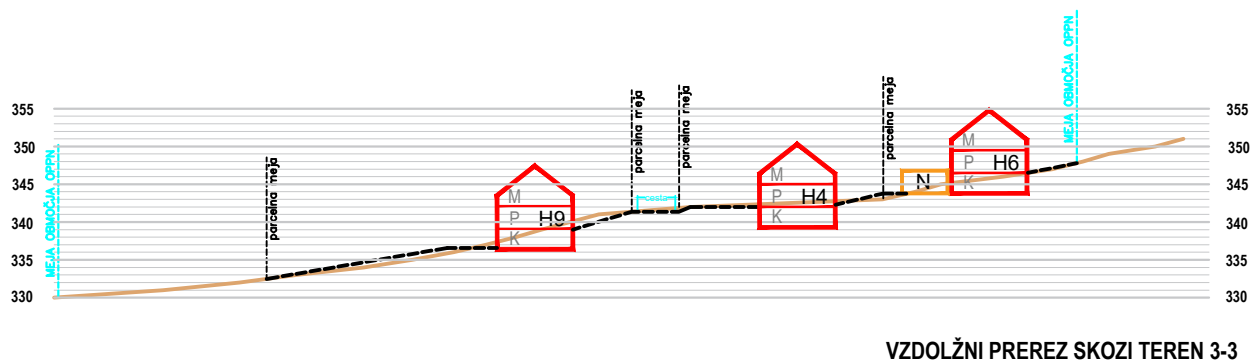 MEJA OBMOČJA OPPN
parcelna meja
parcelna meja
parcelna meja
parcelna meja
MEJA OBMOČJA OPPN
355
350
345
340
335
330
M
P
H9
K
cesta
M
P
H4
K
N
M
P
H6
K
355
350
345
340
335
330
VZDOLŽNI PREREZ SKOZI TEREN 3-3